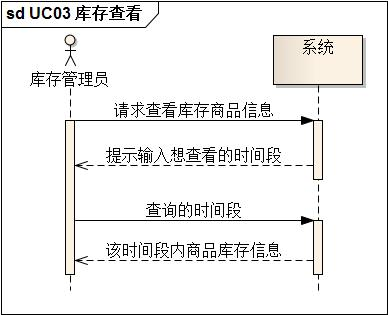 sd UC03 库存查看
系统
库存管理员
请求查看库存商品信息
提示输入想查看的时间段
查询的时间段
该时间段内商品库存信息